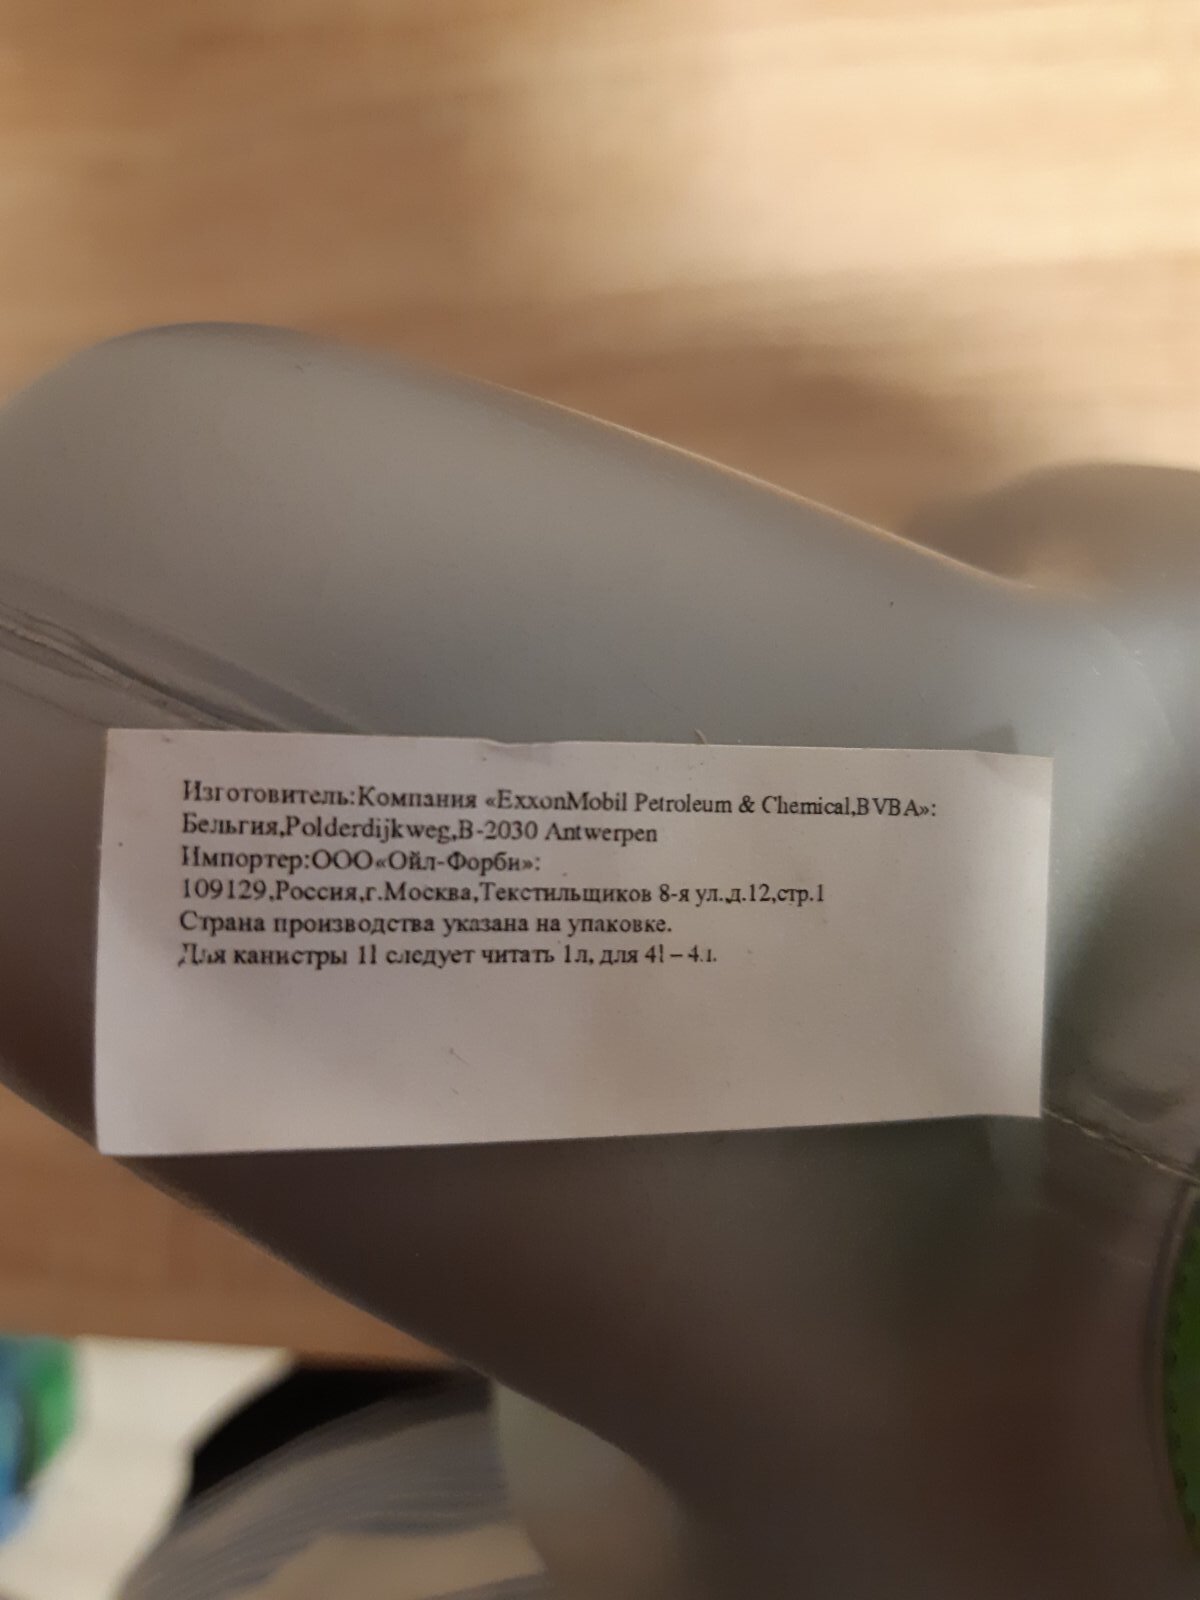 Изготовитель:Компания «ExxonMobil Petroleum & Chemical,BVBA»:
Бельгия,Polderdijkweg,B-2030 Antwerpen
Импортер:ООО«Ойл-Форби»:
109129,Россия,г.Москва,Текстильщиков 8-я ул.,д.12,стр.1
Страна производства указана на упаковке.
Для канистры 1l следует читать 1л, для 4l – 4л.